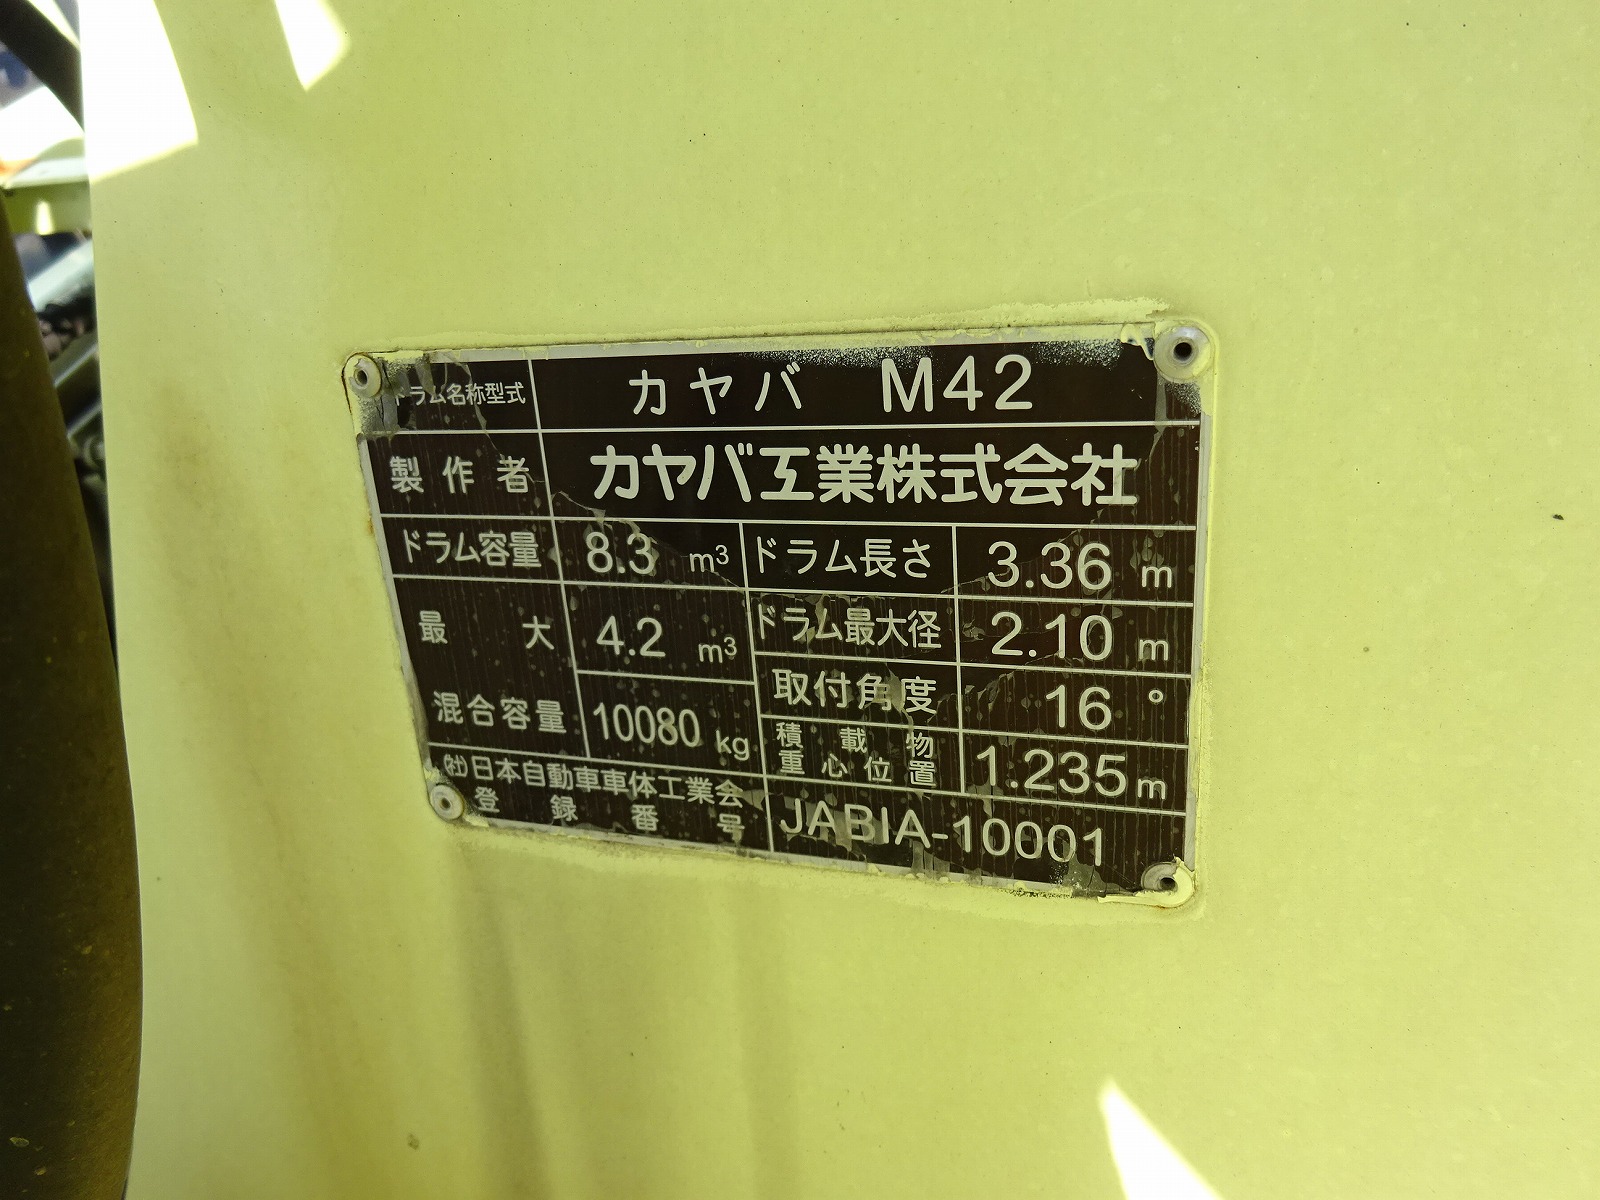 ドラム名称型式 カヤバ M42
製作者 カヤバ工業株式会社
ドラム容量 8.3 m³ ドラム長さ 3.36 m
最大 4.2 m³ ドラム最大径 2.10 m
混合容量 10080 kg 取付角度 16 °
積載物
重心位置 1.235 m
㈳日本自動車車体工業会
登録番号 JABIA-10001